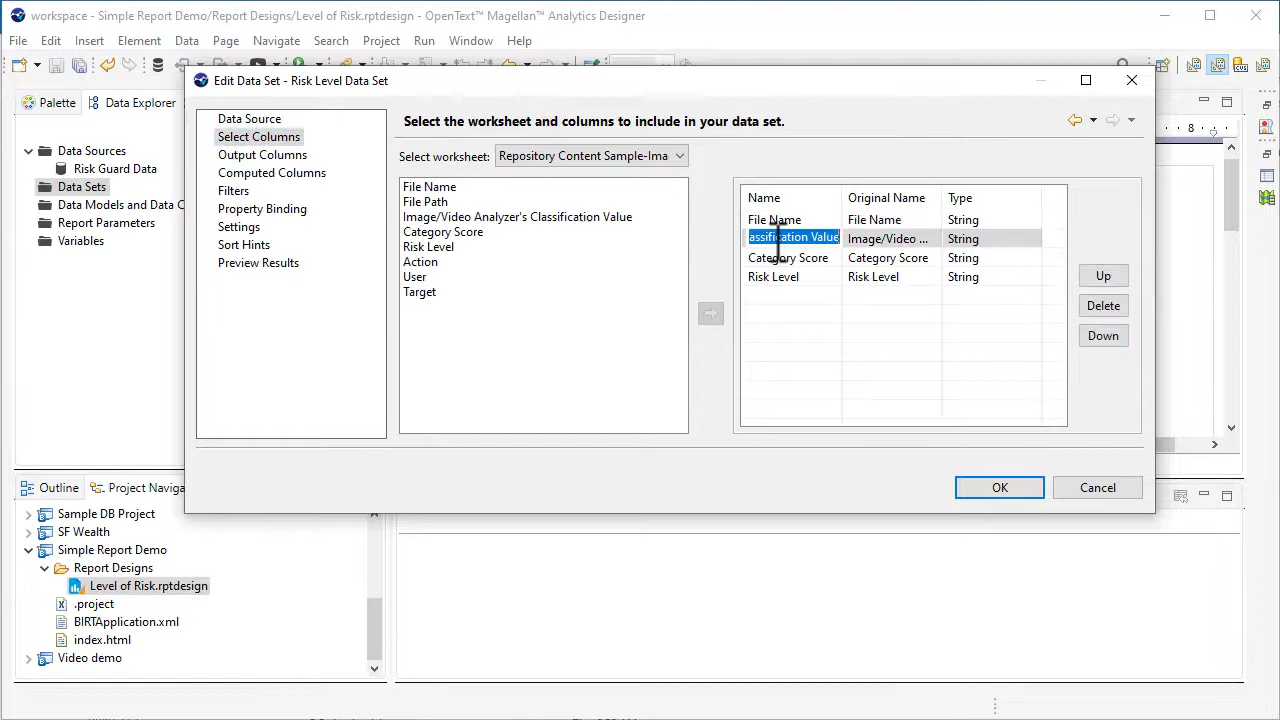 workspace - Simple Report Demo/Report Designs/Level of Risk.rptdesign - OpenText™ Magellan™ Analytics Designer
File Edit Insert Element Data Page Navigate Search Project Run Window Help
Palette Data Explorer
Data Sources
Risk Guard Data
Data Sets
Data Models and Data C
Report Parameters
Variables
Edit Data Set - Risk Level Data Set
Data Source
Select Columns
Output Columns
Computed Columns
Filters
Property Binding
Settings
Sort Hints
Preview Results
Select the worksheet and columns to include in your data set.
Select worksheet: Repository Content Sample-Ima
File Name
File Path
Image/Video Analyzer's Classification Value
Category Score
Risk Level
Action
User
Target
Name Original Name Type
File Name File Name String
assification Value Image/Video ... String
Category Score Category Score String
Risk Level Risk Level String
Up
Delete
Down
OK Cancel
8
Outline Project Naviga
Sample DB Project
SF Wealth
Simple Report Demo
Report Designs
Level of Risk.rptdesign
.project
BIRTApplication.xml
index.html
Video demo